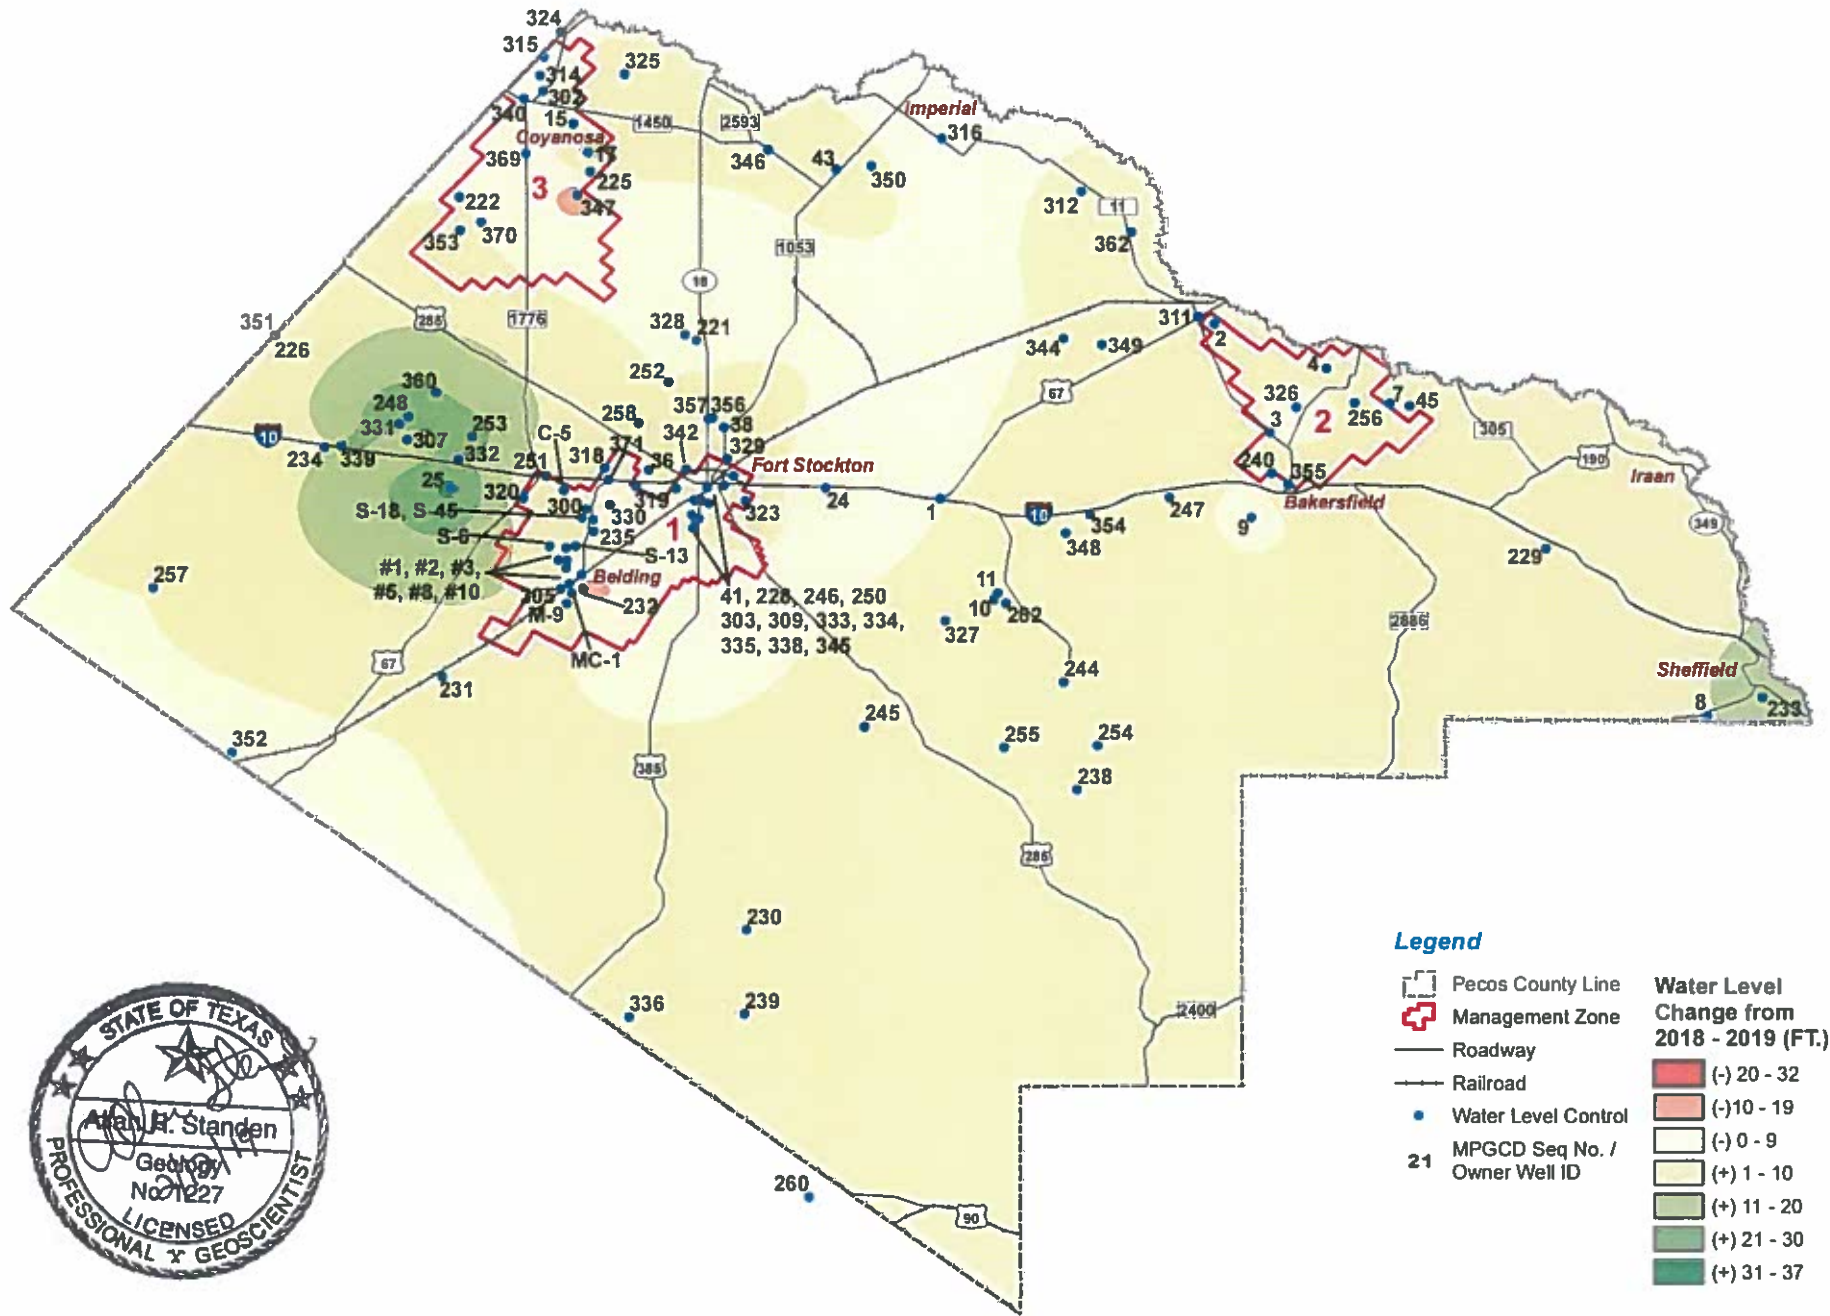 324
315
325
314
302
340
15
1450
2593
Imperial
316
Coyanosa
369
17
346
43
350
3
225
222
347
312
11
370
353
362
1053
18
351
226
285
1776
328
221
311
2
344
349
252
4
67
360
326
7
45
248
357
356
256
331
258
38
3
2
305
307
253
C-5
342
371
329
10
234
339
332
251
318
36
Fort Stockton
240
355
190
Iraan
25
320
319
24
Bakersfield
S-18, S-45
300
330
323
1
10
354
247
9
349
1
235
348
S-6
S-13
229
#1, #2, #3,
#5, #8, #10
Belding
257
305
232
41, 228, 246, 250
303, 309, 333, 334,
335, 338, 345
11
10
282
M-9
327
2886
MC-1
67
231
244
Sheffield
8
233
352
245
255
254
385
238
285
230
336
239
2400
260
90
STATE OF TEXAS
Allan R. Standen
Geology
No. 1227
LICENSED
PROFESSIONAL GEOSCIENTIST
Legend
Pecos County Line
Management Zone
Roadway
Railroad
Water Level Control
21 MPGCD Seq No. /
Owner Well ID
Water Level
Change from
2018 - 2019 (FT.)
(-) 20 - 32
(-)10 - 19
(-) 0 - 9
(+) 1 - 10
(+) 11 - 20
(+) 21 - 30
(+) 31 - 37